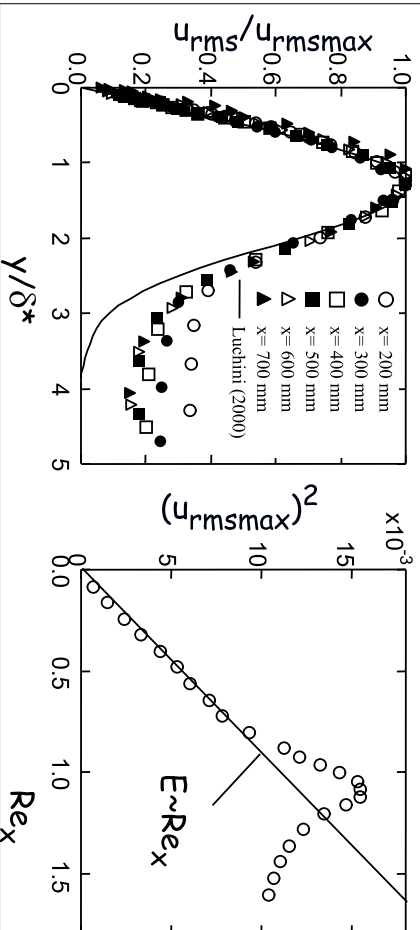 u_rms/u_rmsmax
0.0 0.2 0.4 0.6 0.8 1.0
0 1 2 3 4 5
y/δ*
x= 200 mm
x= 300 mm
x= 400 mm
x= 500 mm
x= 600 mm
x= 700 mm
Luchini (2000)
(u_rmsmax)^2
x10^-3
0 5 10 15
0.0 0.5 1.0 1.5
Re_x
E~Re_x